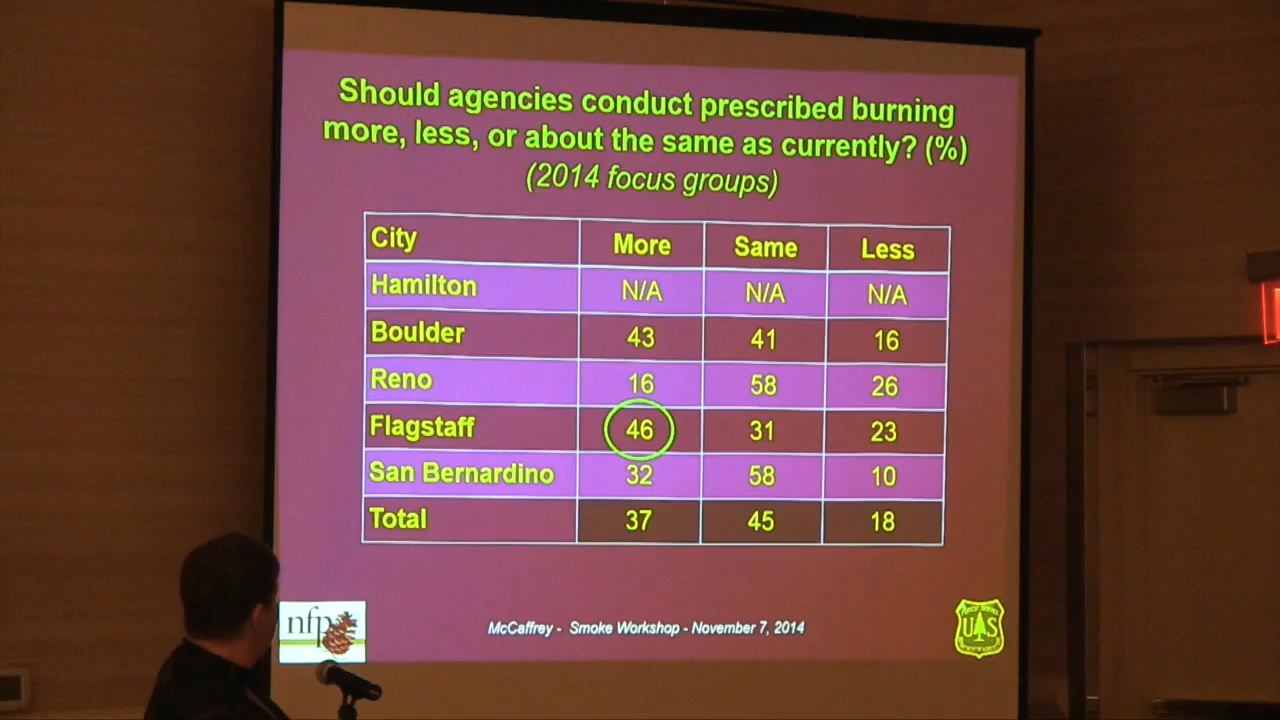 Should agencies conduct prescribed burning
more, less, or about the same as currently? (%)
(2014 focus groups)
City More Same Less
Hamilton N/A N/A N/A
Boulder 43 41 16
Reno 16 58 26
Flagstaff 46 31 23
San Bernardino 32 58 10
Total 37 45 18
nfp
McCaffrey - Smoke Workshop - November 7, 2014
FOREST SERVICE
U S